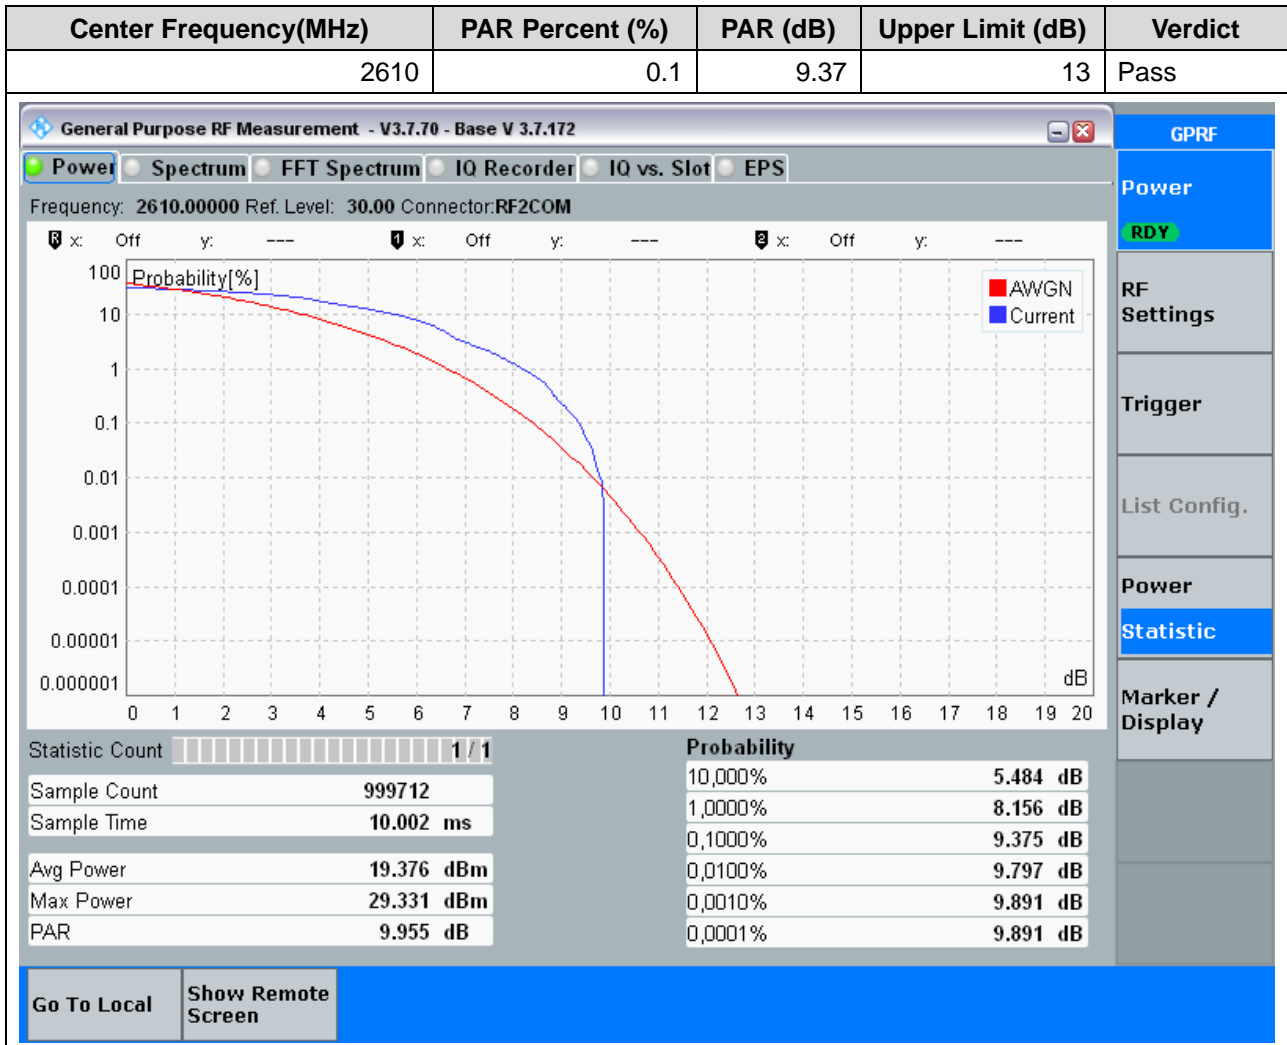 Center Frequency(MHz) PAR Percent (%) PAR (dB) Upper Limit (dB) Verdict
2610 0.1 9.37 13 Pass
General Purpose RF Measurement - V3.7.70 - Base V 3.7.172
GPRF
Power Spectrum FFT Spectrum IQ Recorder IQ vs. Slot EPS
Power
RDY
Frequency: 2610.00000 Ref. Level: 30.00 Connector:RF2COM
R x: Off y: --- 1 x: Off y: --- 2 x: Off y: ---
Probability[%]
100
10
1
0.1
0.01
0.001
0.0001
0.00001
0.000001
AWGN
Current
dB
0 1 2 3 4 5 6 7 8 9 10 11 12 13 14 15 16 17 18 19 20
RF
Settings
Trigger
List Config.
Power
Statistic
Marker /
Display
Statistic Count 1 / 1
Sample Count 999712
Sample Time 10.002 ms
Avg Power 19.376 dBm
Max Power 29.331 dBm
PAR 9.955 dB
Probability
10,000% 5.484 dB
1,0000% 8.156 dB
0,1000% 9.375 dB
0,0100% 9.797 dB
0,0010% 9.891 dB
0,0001% 9.891 dB
Go To Local
Show Remote
Screen